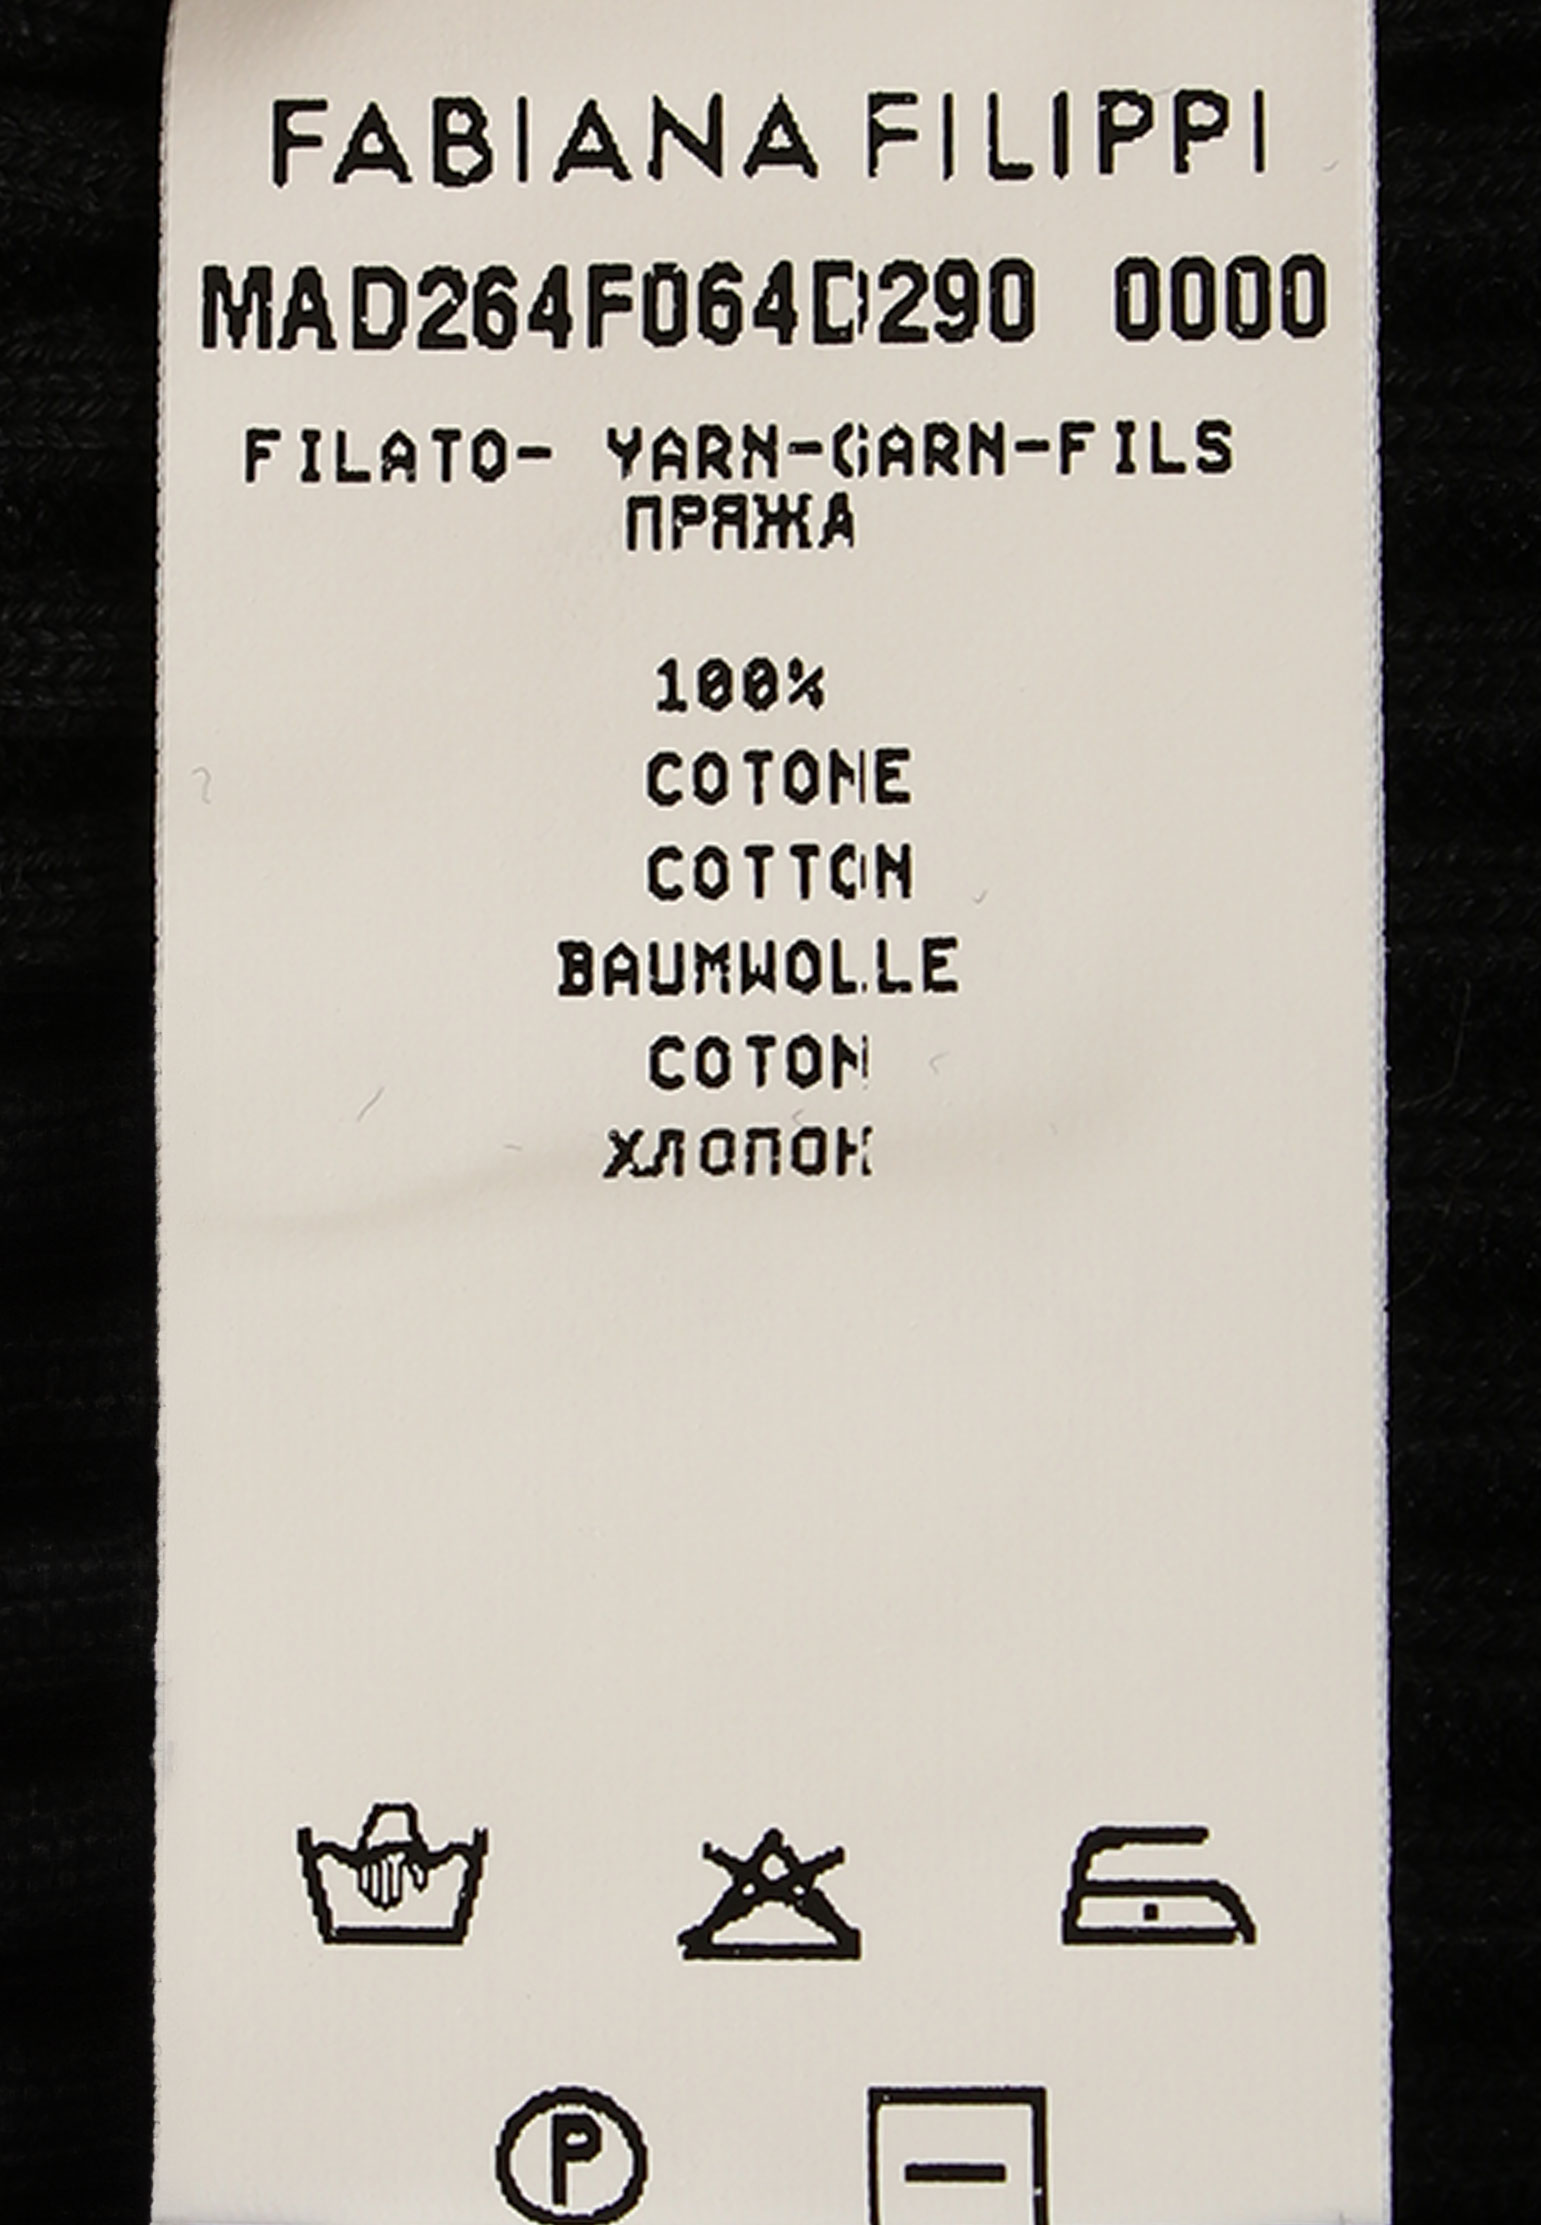 FABIANA FILIPPI
MAD264F064D290 0000
FILATO- YARN-GARN-FILS
ПРЯЖА
100%
COTONE
COTTON
BAUMWOLLE
COTON
ХЛОПОК
P